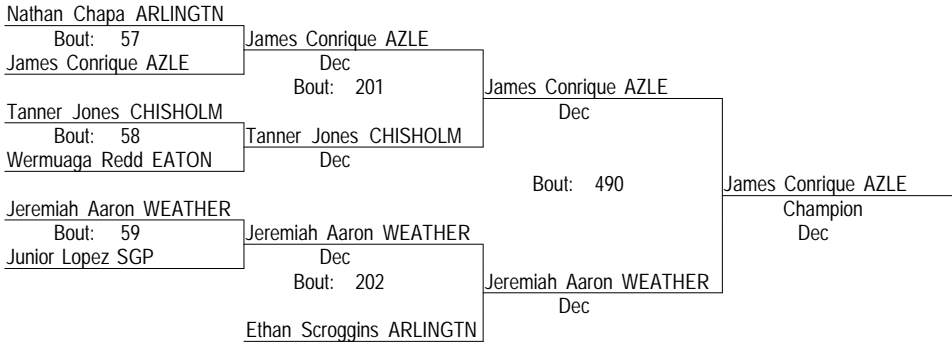 Nathan Chapa ARLINGTN
Bout: 57
James Conrique AZLE
James Conrique AZLE
Dec
Bout: 201
James Conrique AZLE
Dec
Tanner Jones CHISHOLM
Bout: 58
Wermuaga Redd EATON
Tanner Jones CHISHOLM
Dec
Bout: 490
James Conrique AZLE
Champion
Dec
Jeremiah Aaron WEATHER
Bout: 59
Junior Lopez SGP
Jeremiah Aaron WEATHER
Dec
Bout: 202
Jeremiah Aaron WEATHER
Dec
Ethan Scroggins ARLINGTN